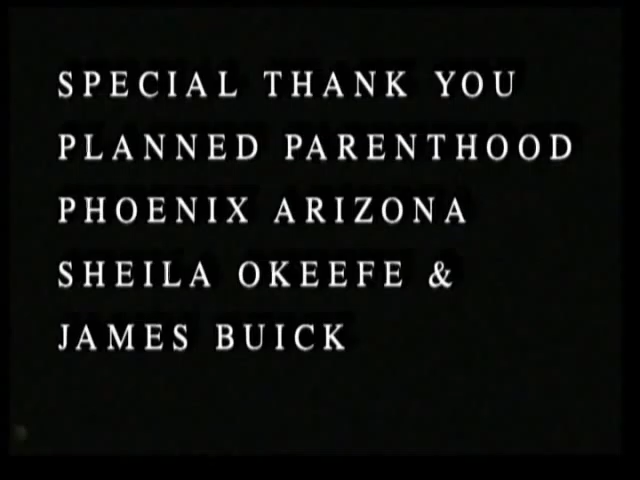 SPECIAL THANK YOU
PLANNED PARENTHOOD
PHOENIX ARIZONA
SHEILA OKEEFE &
JAMES BUICK